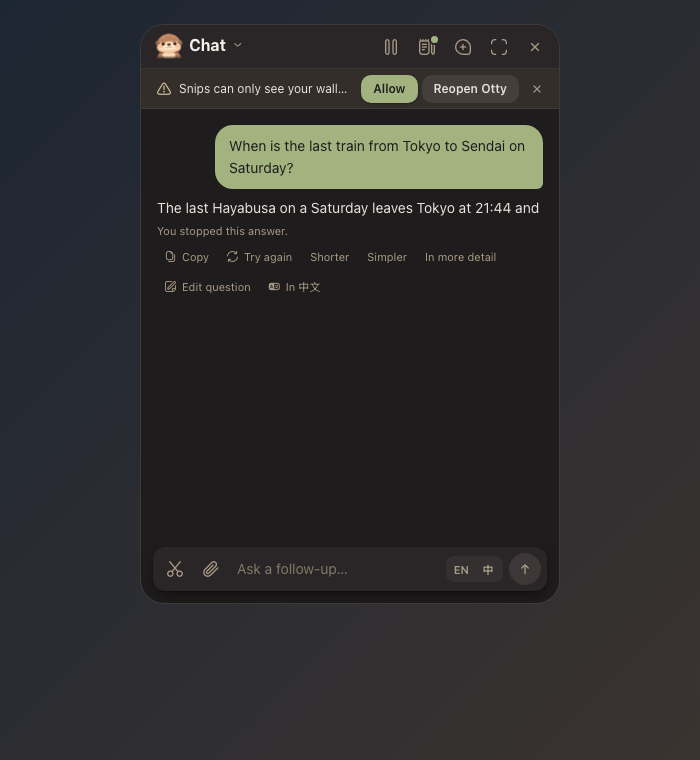 Chat
Snips can only see your wall... Allow Reopen Otty
When is the last train from Tokyo to Sendai on
Saturday?
The last Hayabusa on a Saturday leaves Tokyo at 21:44 and
You stopped this answer.
Copy Try again Shorter Simpler In more detail
Edit question In 中文
Ask a follow-up... EN 中